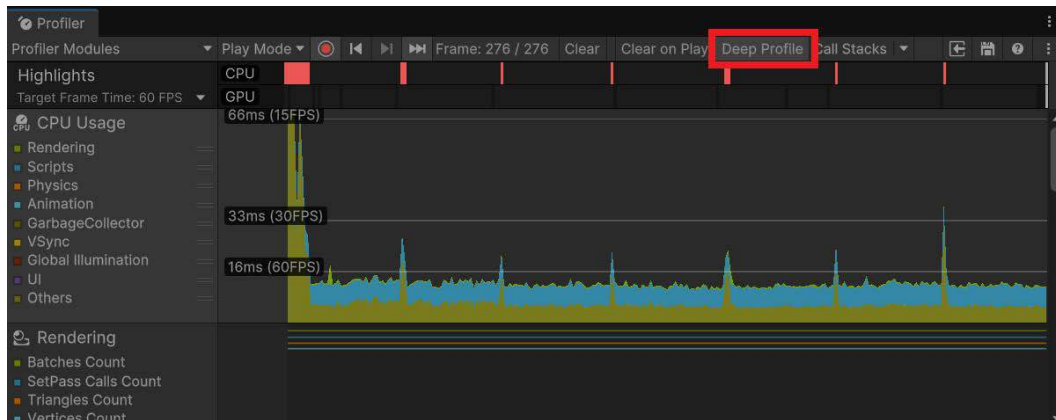 Profiler
Profiler Modules Play Mode Frame: 276 / 276 Clear Clear on Play Deep Profile Call Stacks
Highlights CPU
Target Frame Time: 60 FPS GPU
66ms (15FPS)
CPU Usage
Rendering
Scripts
Physics
Animation
33ms (30FPS)
GarbageCollector
VSync
Global Illumination
16ms (60FPS)
UI
Others
Rendering
Batches Count
SetPass Calls Count
Triangles Count
Vertices Count